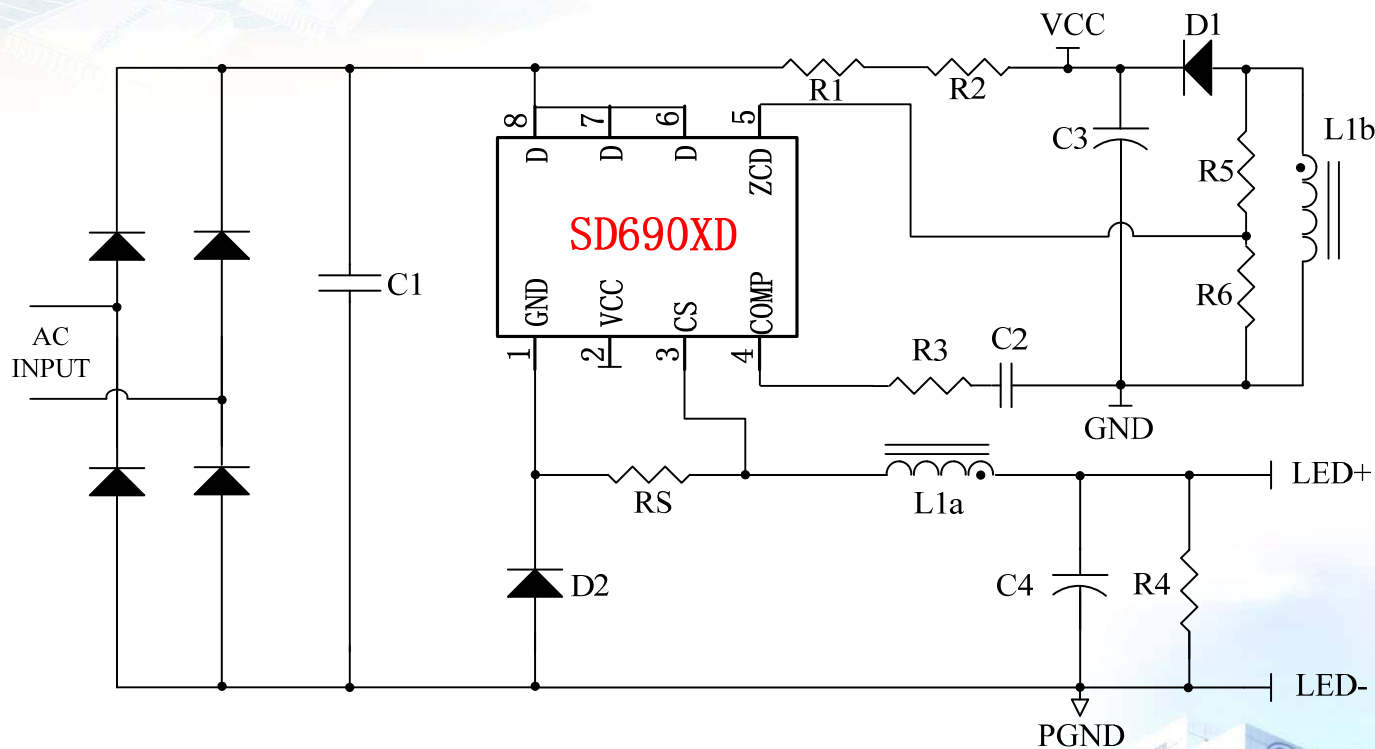 VCC
D1
R1
R2
8
7
6
5
C3
L1b
D
D
D
ZCD
R5
SD690XD
C1
GND
VCC
CS
COMP
R6
AC
INPUT
1
2
3
4
R3
C2
GND
RS
L1a
LED+
D2
C4
R4
LED-
PGND